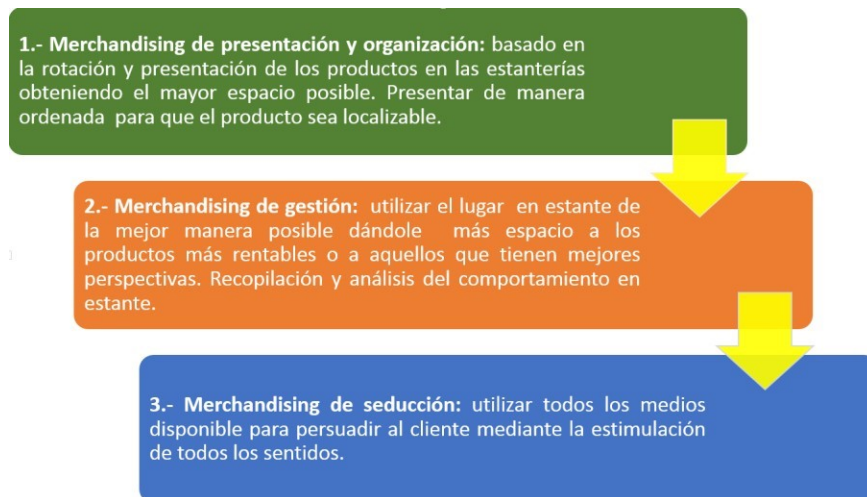 1.- Merchandising de presentación y organización: basado en
la rotación y presentación de los productos en las estanterías
obteniendo el mayor espacio posible. Presentar de manera
ordenada para que el producto sea localizable.
2.- Merchandising de gestión: utilizar el lugar en estante de
la mejor manera posible dándole más espacio a los
productos más rentables o a aquellos que tienen mejores
perspectivas. Recopilación y análisis del comportamiento en
estante.
3.- Merchandising de seducción: utilizar todos los medios
disponible para persuadir al cliente mediante la estimulación
de todos los sentidos.